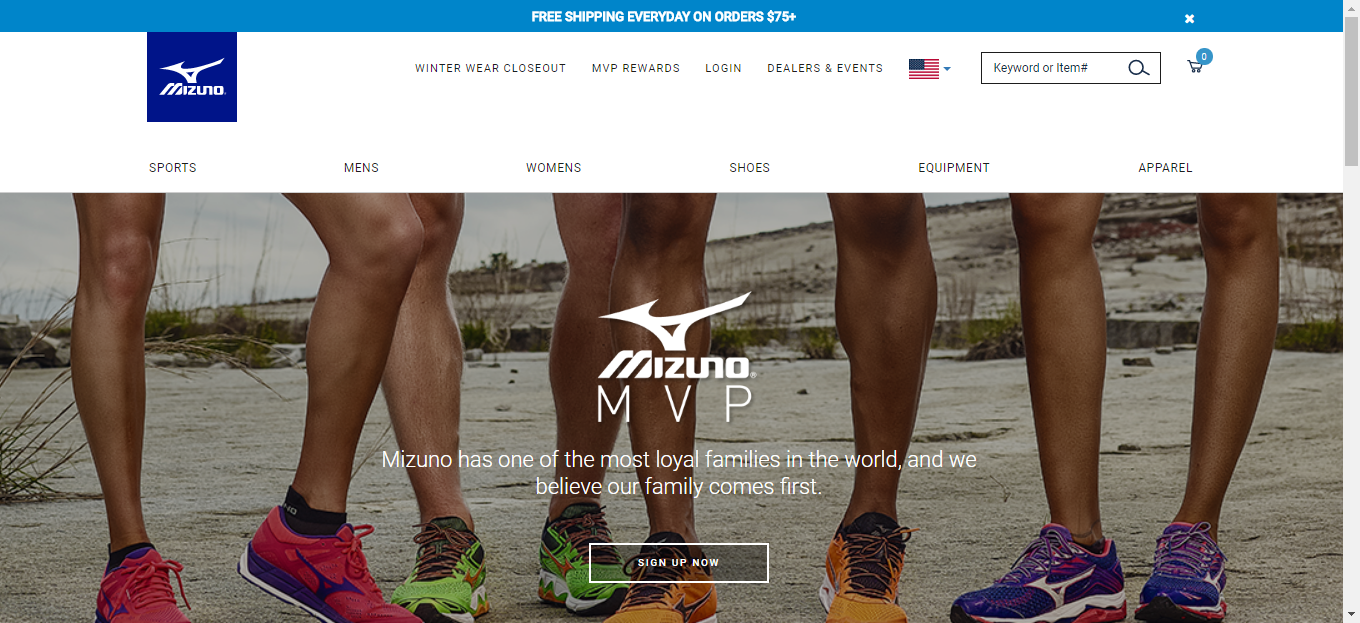 FREE SHIPPING EVERYDAY ON ORDERS $75+
MIZUNO
WINTER WEAR CLOSEOUT
MVP REWARDS
LOGIN
DEALERS & EVENTS
Keyword or Item#
0
SPORTS
MENS
WOMENS
SHOES
EQUIPMENT
APPAREL
MIZUNO®
MVP
Mizuno has one of the most loyal families in the world, and we
believe our family comes first.
SIGN UP NOW